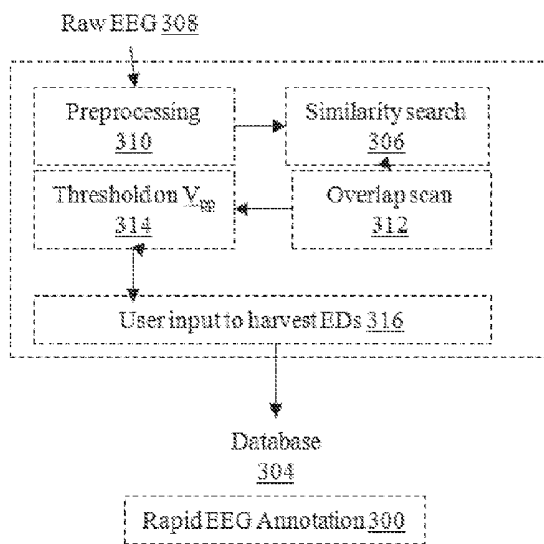 Raw EEG 308
Preprocessing
310
Similarity search
306
Threshold on Vpp
314
Overlap scan
312
User input to harvest EDs 316
Database
304
Rapid EEG Annotation 300